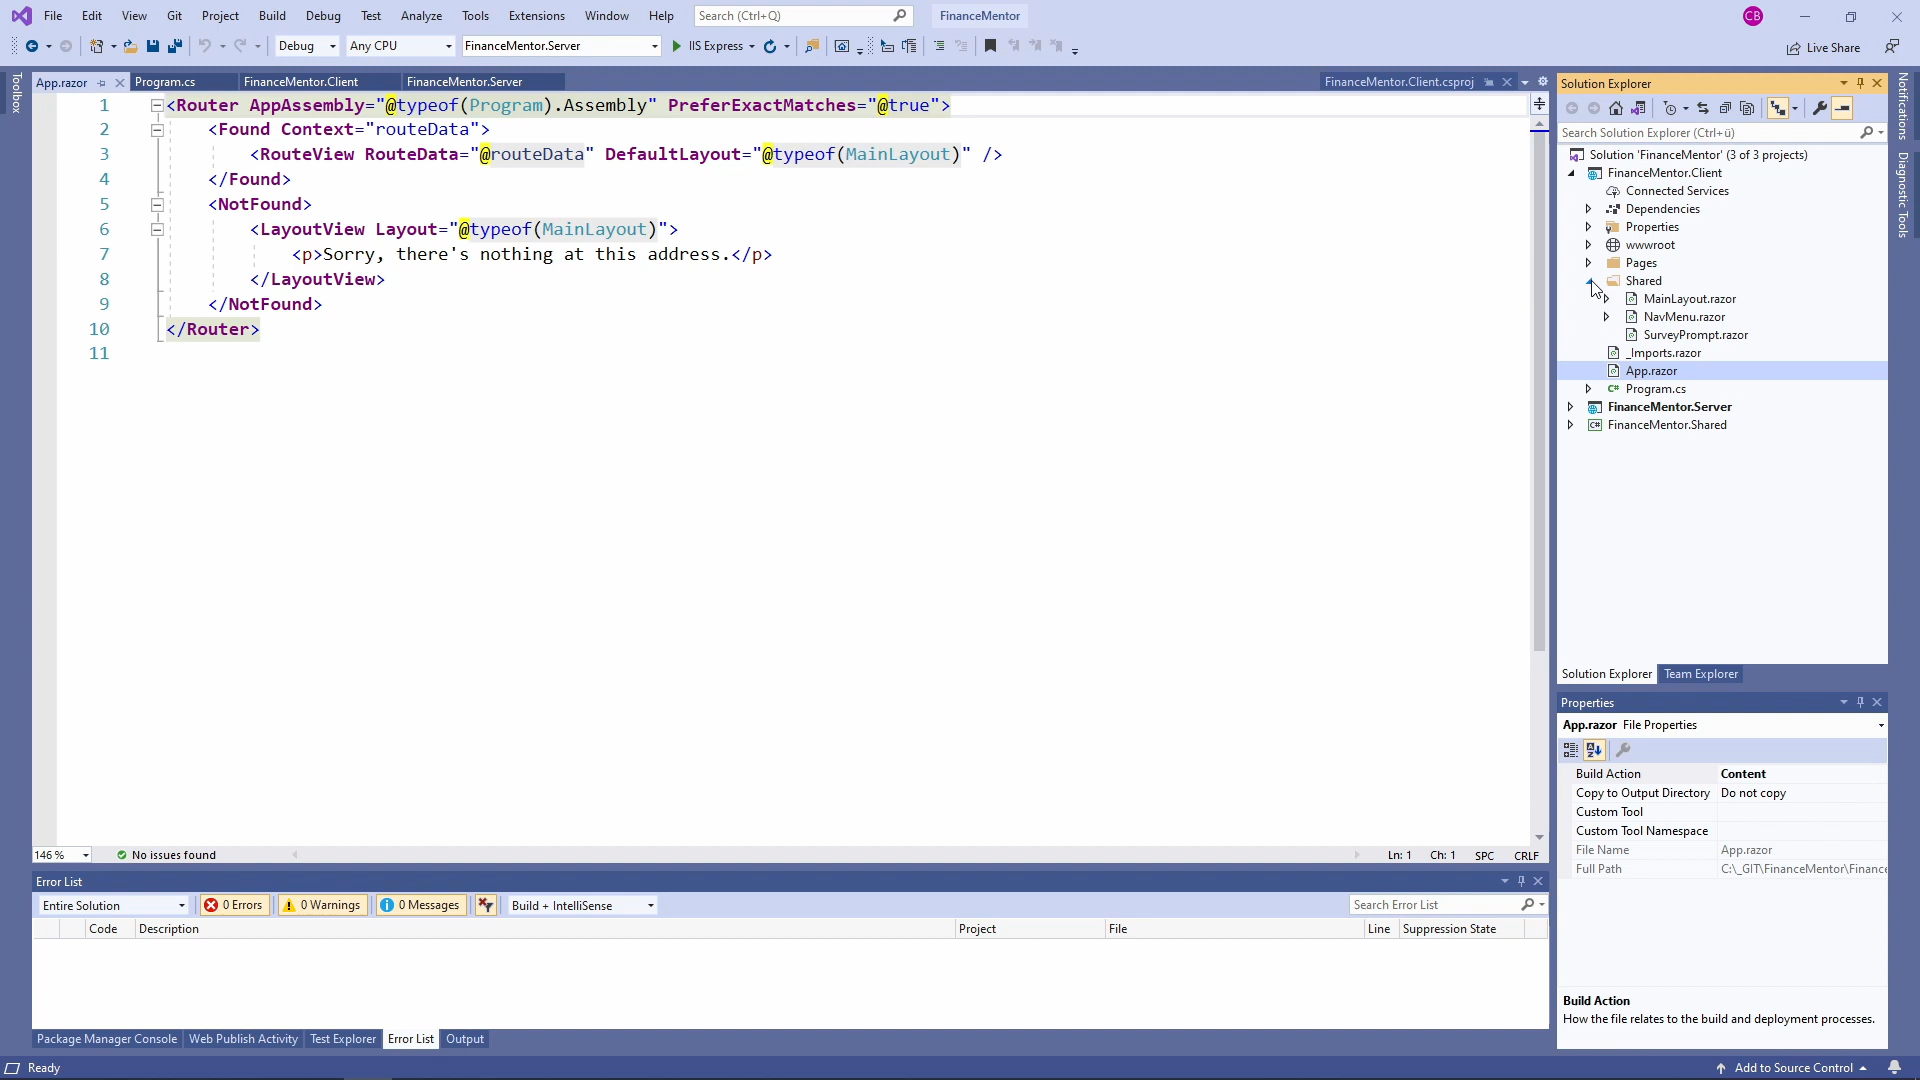 File Edit View Git Project Build Debug Test Analyze Tools Extensions Window Help Search (Ctrl+Q) FinanceMentor CB
Debug Any CPU FinanceMentor.Server IIS Express Live Share
Toolbox
App.razor Program.cs FinanceMentor.Client FinanceMentor.Server FinanceMentor.Client.csproj
1 <Router AppAssembly="@typeof(Program).Assembly" PreferExactMatches="@true">
2 <Found Context="routeData">
3 <RouteView RouteData="@routeData" DefaultLayout="@typeof(MainLayout)" />
4 </Found>
5 <NotFound>
6 <LayoutView Layout="@typeof(MainLayout)">
7 <p>Sorry, there's nothing at this address.</p>
8 </LayoutView>
9 </NotFound>
10 </Router>
11
146 % No issues found Ln: 1 Ch: 1 SPC CRLF
Error List
Entire Solution 0 Errors 0 Warnings 0 Messages Build + IntelliSense Search Error List
Code Description Project File Line Suppression State
Package Manager Console Web Publish Activity Test Explorer Error List Output
Solution Explorer
Search Solution Explorer (Ctrl+ü)
Solution 'FinanceMentor' (3 of 3 projects)
FinanceMentor.Client
Connected Services
Dependencies
Properties
wwwroot
Pages
Shared
MainLayout.razor
NavMenu.razor
SurveyPrompt.razor
_Imports.razor
App.razor
C# Program.cs
FinanceMentor.Server
C# FinanceMentor.Shared
Solution Explorer Team Explorer
Properties
App.razor File Properties
Build Action Content
Copy to Output Directory Do not copy
Custom Tool
Custom Tool Namespace
File Name App.razor
Full Path C:\_GIT\FinanceMentor\Finance
Build Action
How the file relates to the build and deployment processes.
Notifications
Diagnostic Tools
Ready Add to Source Control